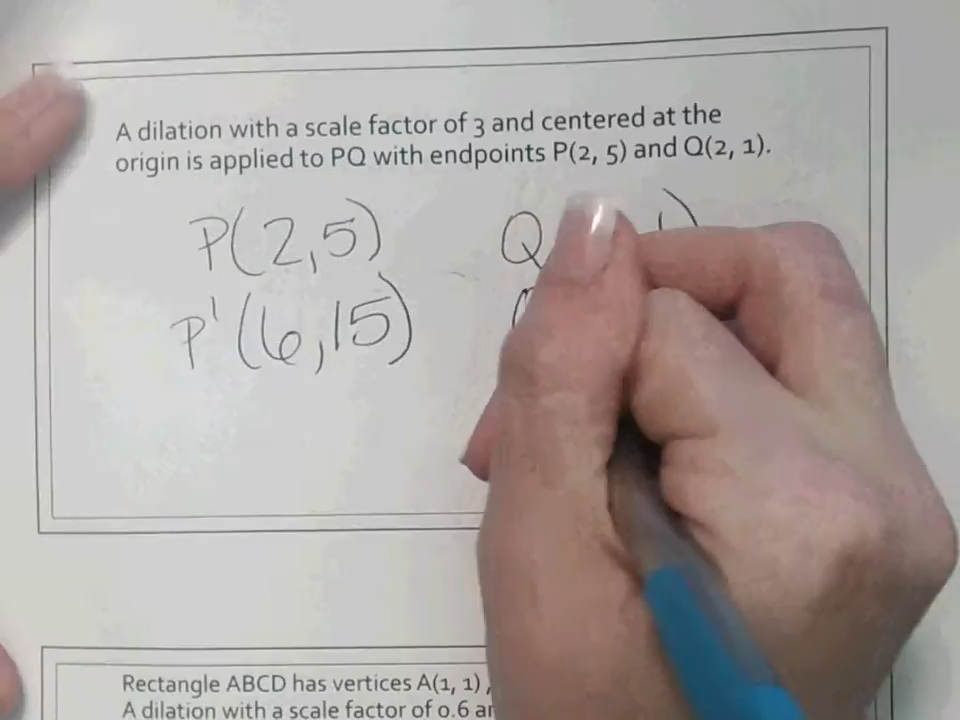 A dilation with a scale factor of 3 and centered at the
origin is applied to PQ with endpoints P(2, 5) and Q(2, 1).
P(2,5) Q 1)
P'(6,15)
Rectangle ABCD has vertices A(1, 1) ,
A dilation with a scale factor of 0.6